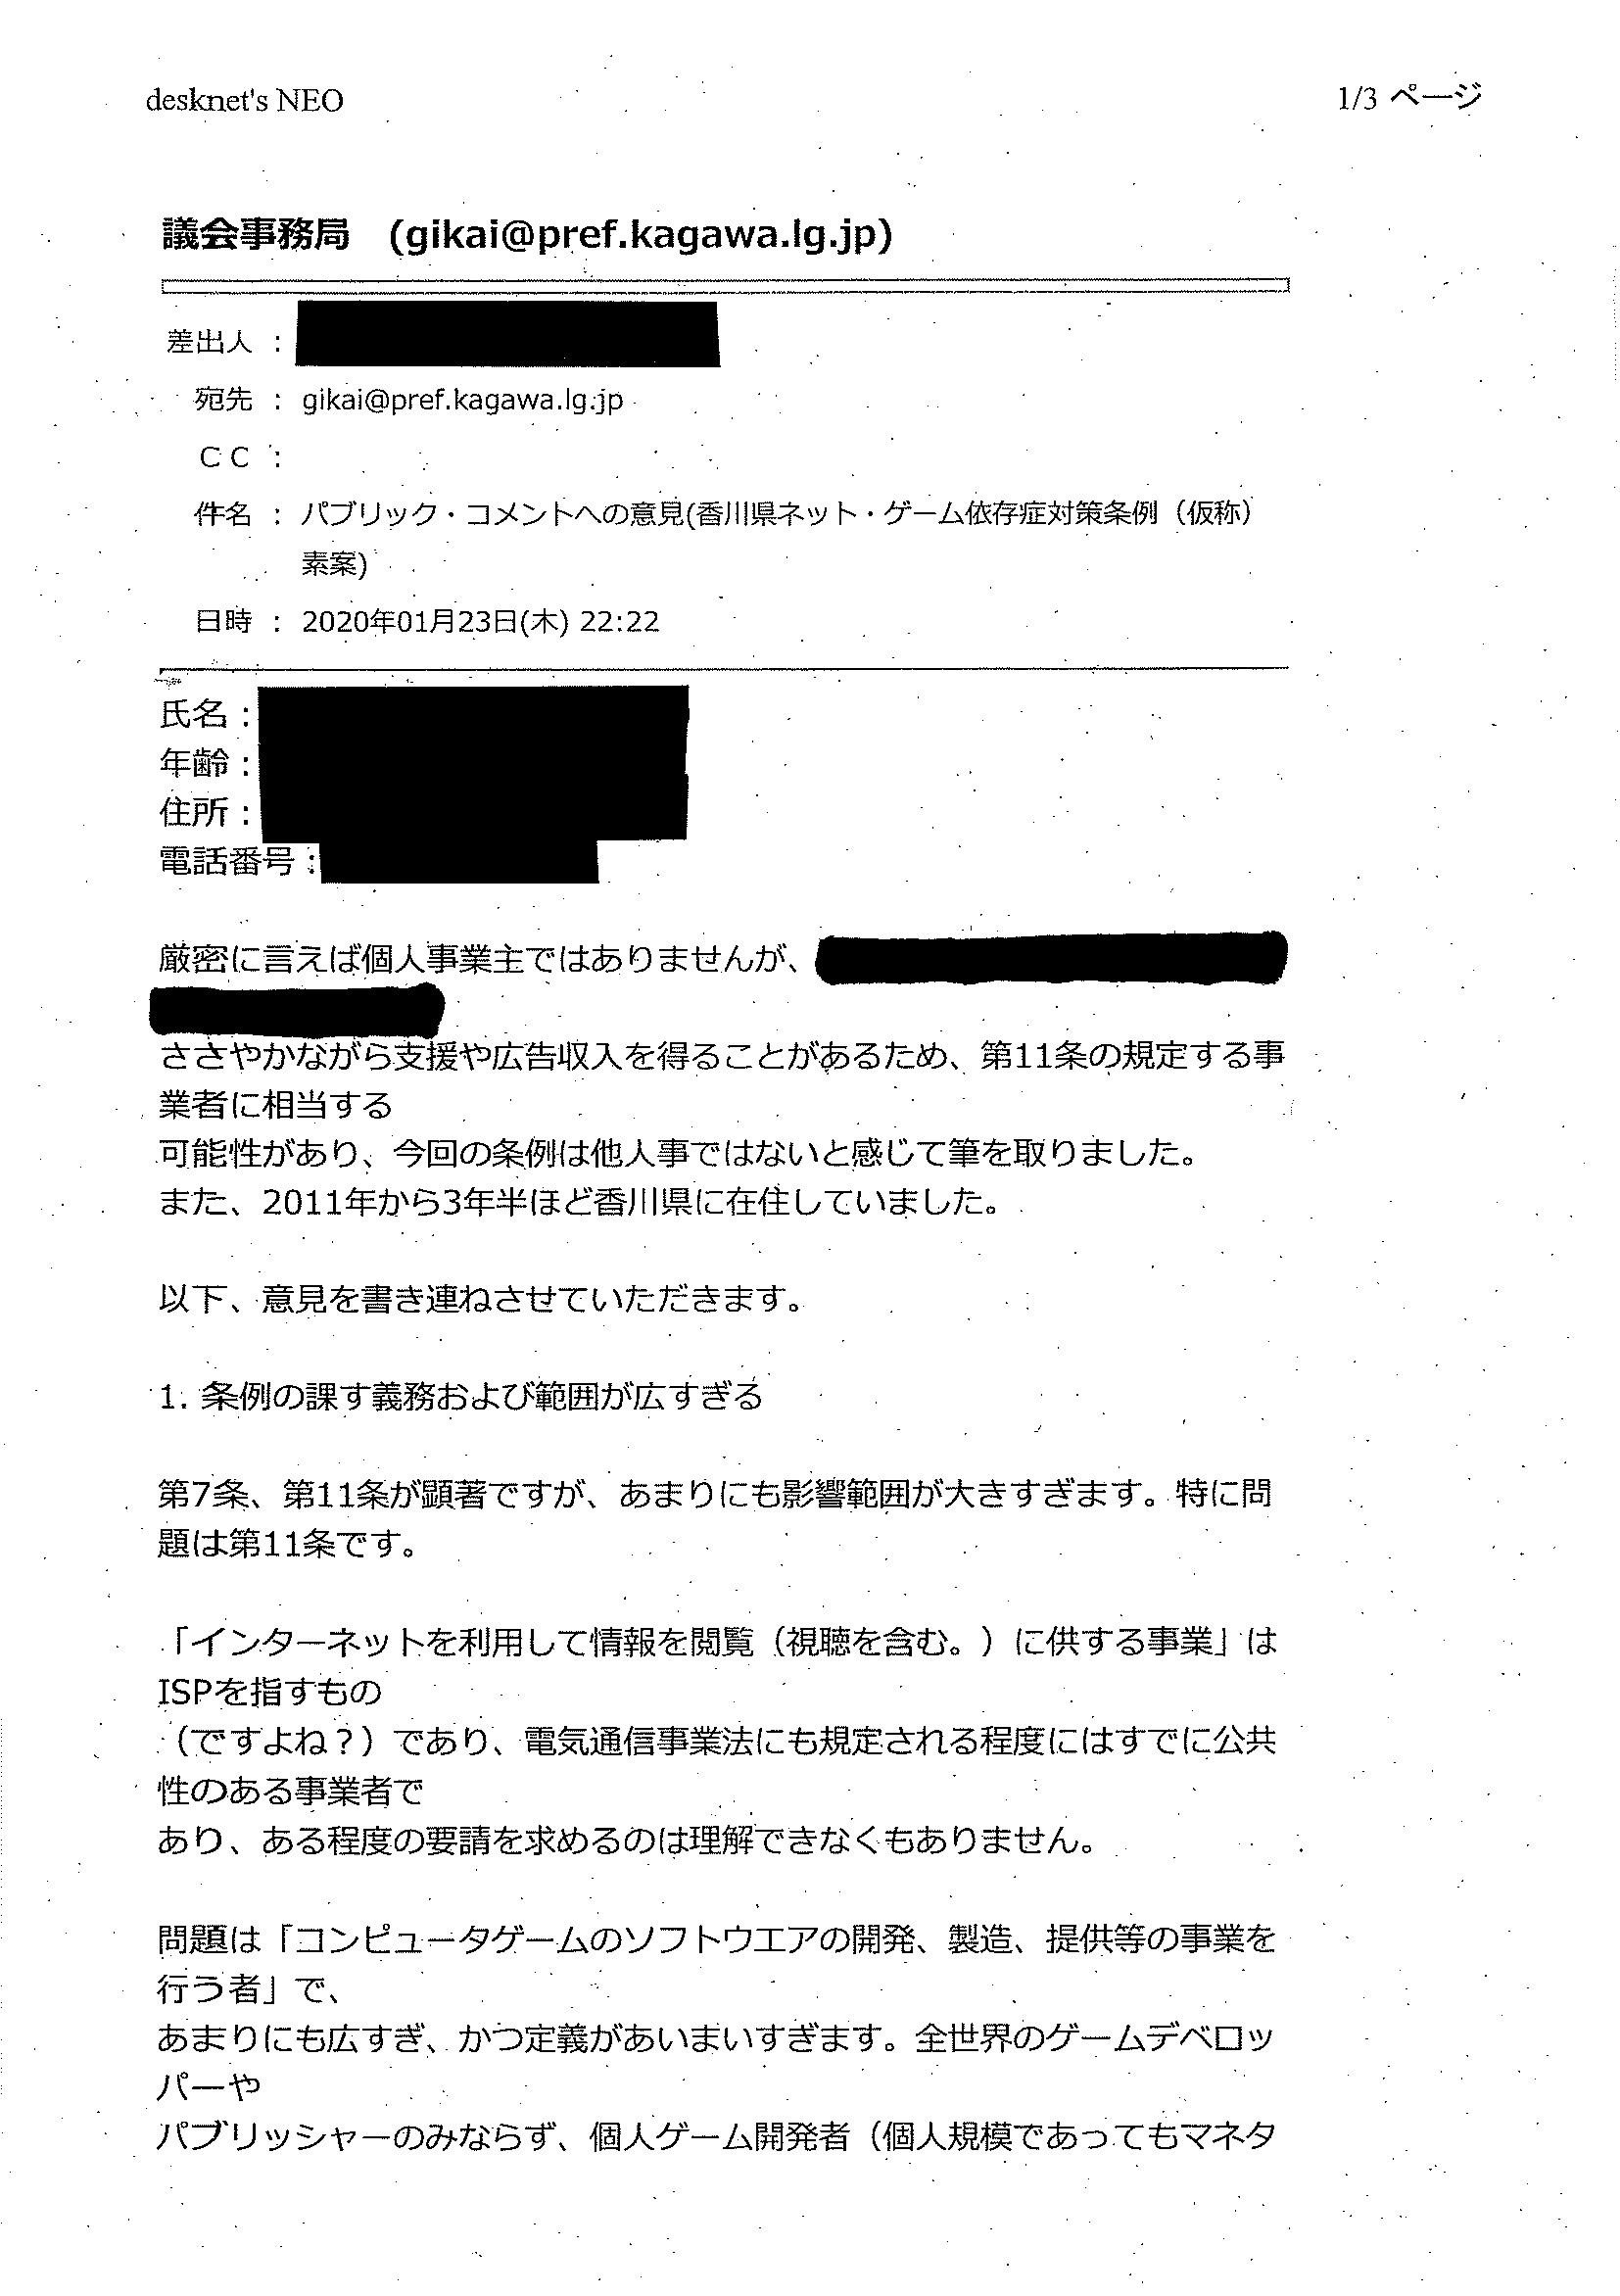 desknet's NEO
1/3 ページ
議会事務局 (gikai@pref.kagawa.lg.jp)
差出人 :
宛先 : gikai@pref.kagawa.lg.jp
ＣＣ :
件名 : パブリック・コメントへの意見(香川県ネット・ゲーム依存症対策条例（仮称）
素案)
日時 : 2020年01月23日(木) 22:22
氏名：
年齢：
住所：
電話番号：
厳密に言えば個人事業主ではありませんが、
ささやかながら支援や広告収入を得ることがあるため、第11条の規定する事
業者に相当する
可能性があり、今回の条例は他人事ではないと感じて筆を取りました。
また、2011年から3年半ほど香川県に在住していました。
以下、意見を書き連ねさせていただきます。
1. 条例の課す義務および範囲が広すぎる
第7条、第11条が顕著ですが、あまりにも影響範囲が大きすぎます。特に問
題は第11条です。
「インターネットを利用して情報を閲覧（視聴を含む。）に供する事業」は
ISPを指すもの
（ですよね？）であり、電気通信事業法にも規定される程度にはすでに公共
性のある事業者で
あり、ある程度の要請を求めるのは理解できなくもありません。
問題は「コンピュータゲームのソフトウエアの開発、製造、提供等の事業を
行う者」で、
あまりにも広すぎ、かつ定義があいまいすぎます。全世界のゲームデベロッ
パーや
パブリッシャーのみならず、個人ゲーム開発者（個人規模であってもマネタ